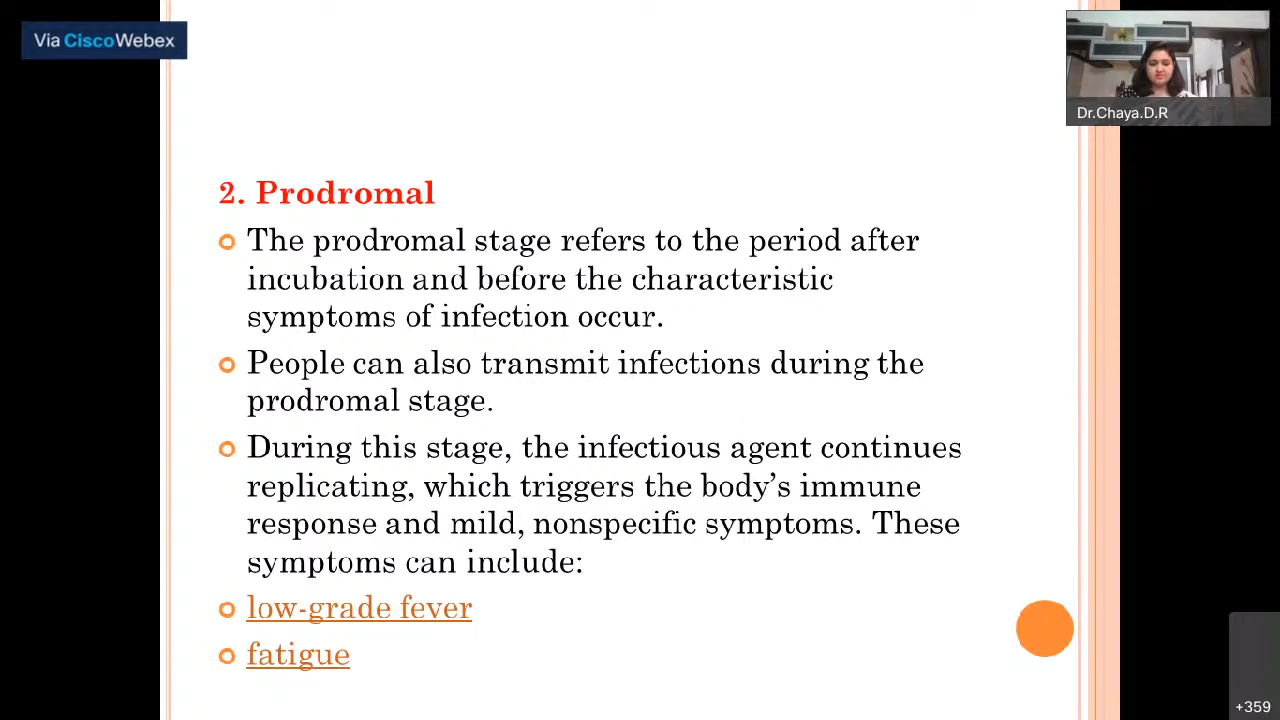 Via CiscoWebex
Dr.Chaya.D.R
2. Prodromal
The prodromal stage refers to the period after
incubation and before the characteristic
symptoms of infection occur.
People can also transmit infections during the
prodromal stage.
During this stage, the infectious agent continues
replicating, which triggers the body’s immune
response and mild, nonspecific symptoms. These
symptoms can include:
low-grade fever
fatigue
+359